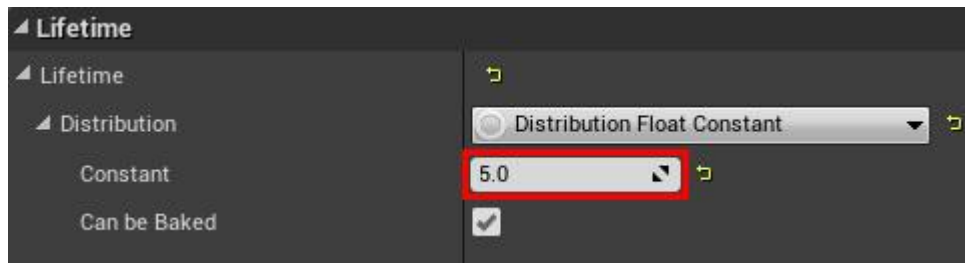 Lifetime
Lifetime
Distribution Distribution Float Constant
Constant 5.0
Can be Baked